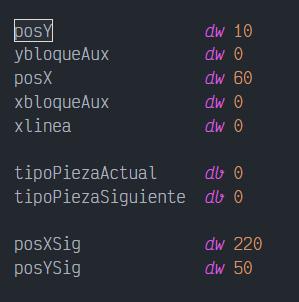 posY dw 10
ybloqueAux dw 0
posX dw 60
xbloqueAux dw 0
xlinea dw 0
tipoPiezaActual db 0
tipoPiezaSiguiente db 0
posXSig dw 220
posYSig dw 50